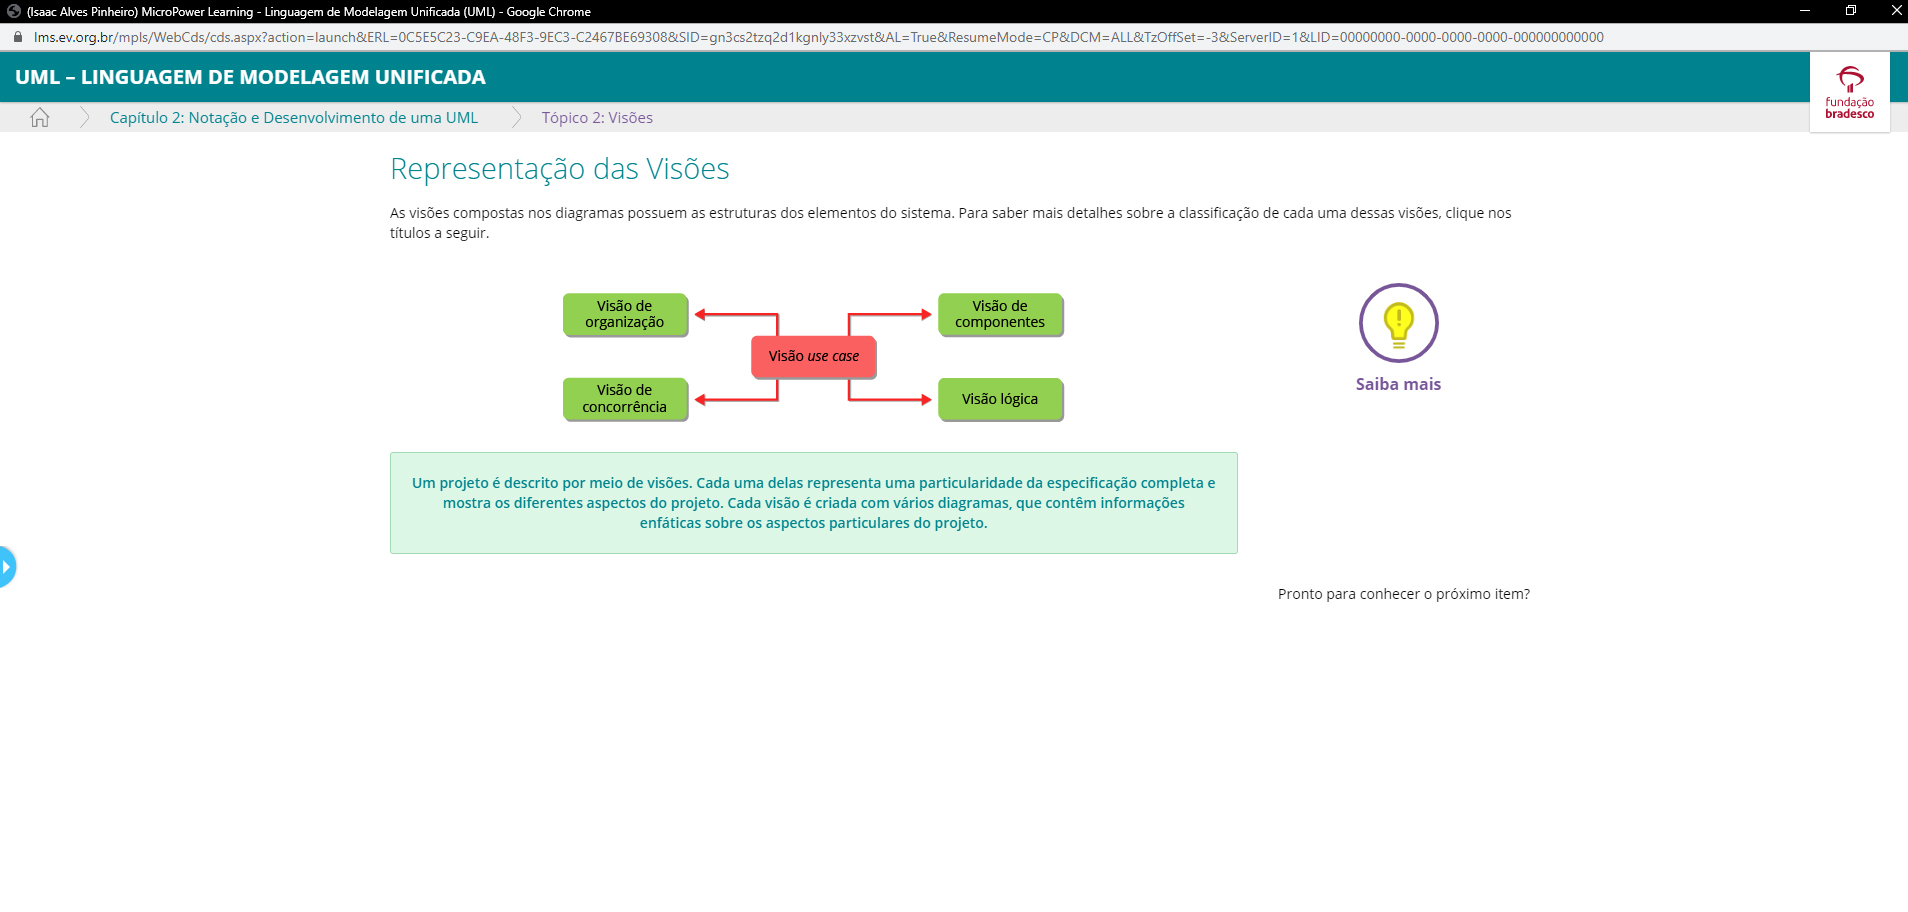 (Isaac Alves Pinheiro) MicroPower Learning - Linguagem de Modelagem Unificada (UML) - Google Chrome
lms.ev.org.br/mpls/WebCds/cds.aspx?action=launch&ERL=0C5E5C23-C9EA-48F3-9EC3-C2467BE69308&SID=gn3cs2tzq2d1kgnly33xzvst&AL=True&ResumeMode=CP&DCM=ALL&TzOffSet=-3&ServerID=1&LID=00000000-0000-0000-0000-000000000000
UML – LINGUAGEM DE MODELAGEM UNIFICADA
fundação
bradesco
Capítulo 2: Notação e Desenvolvimento de uma UML
Tópico 2: Visões
Representação das Visões
As visões compostas nos diagramas possuem as estruturas dos elementos do sistema. Para saber mais detalhes sobre a classificação de cada uma dessas visões, clique nos
títulos a seguir.
Visão de
organização
Visão de
componentes
Visão use case
Visão de
concorrência
Visão lógica
Saiba mais
Um projeto é descrito por meio de visões. Cada uma delas representa uma particularidade da especificação completa e
mostra os diferentes aspectos do projeto. Cada visão é criada com vários diagramas, que contêm informações
enfáticas sobre os aspectos particulares do projeto.
Pronto para conhecer o próximo item?